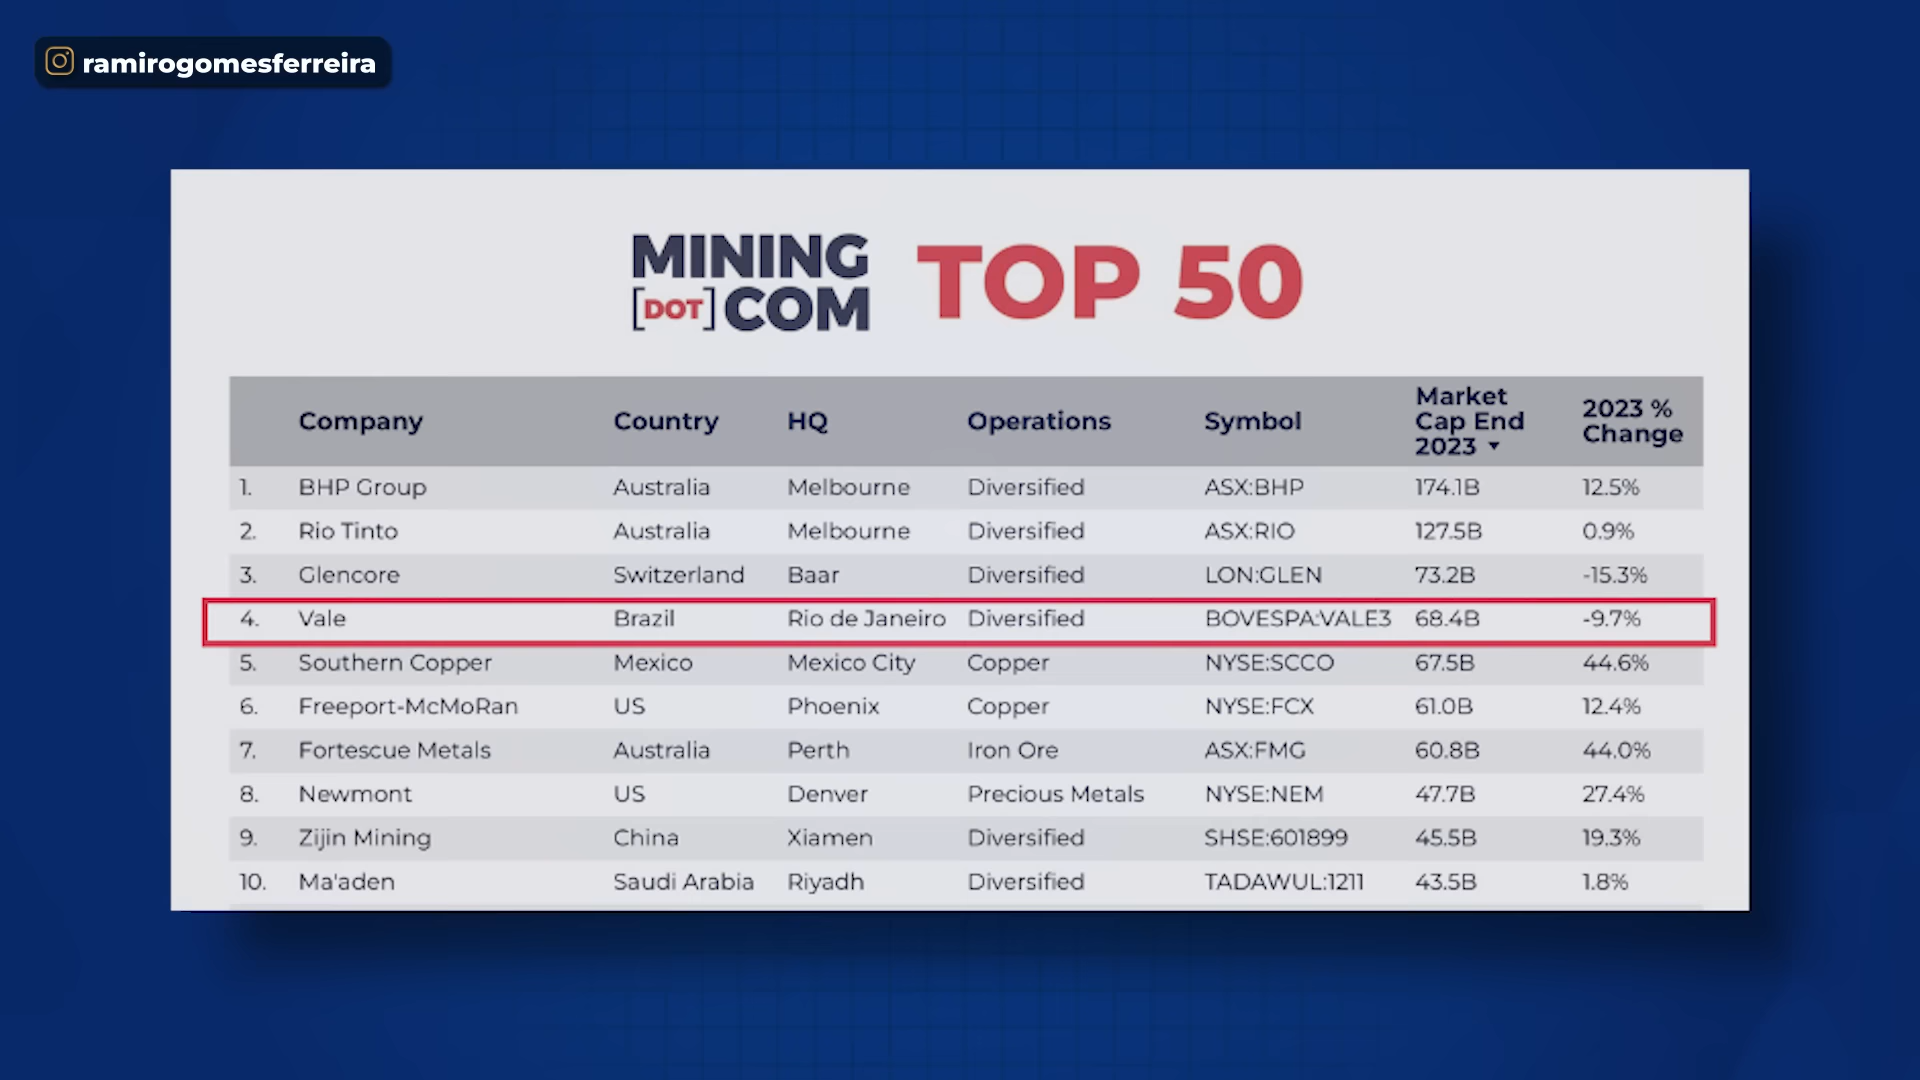 ramirogomesferreira
MINING
[DOT]COM
TOP 50
Company Country HQ Operations Symbol Market Cap End 2023 ▼ 2023 % Change
1. BHP Group Australia Melbourne Diversified ASX:BHP 174.1B 12.5%
2. Rio Tinto Australia Melbourne Diversified ASX:RIO 127.5B 0.9%
3. Glencore Switzerland Baar Diversified LON:GLEN 73.2B -15.3%
4. Vale Brazil Rio de Janeiro Diversified BOVESPA:VALE3 68.4B -9.7%
5. Southern Copper Mexico Mexico City Copper NYSE:SCCO 67.5B 44.6%
6. Freeport-McMoRan US Phoenix Copper NYSE:FCX 61.0B 12.4%
7. Fortescue Metals Australia Perth Iron Ore ASX:FMG 60.8B 44.0%
8. Newmont US Denver Precious Metals NYSE:NEM 47.7B 27.4%
9. Zijin Mining China Xiamen Diversified SHSE:601899 45.5B 19.3%
10. Ma'aden Saudi Arabia Riyadh Diversified TADAWUL:1211 43.5B 1.8%